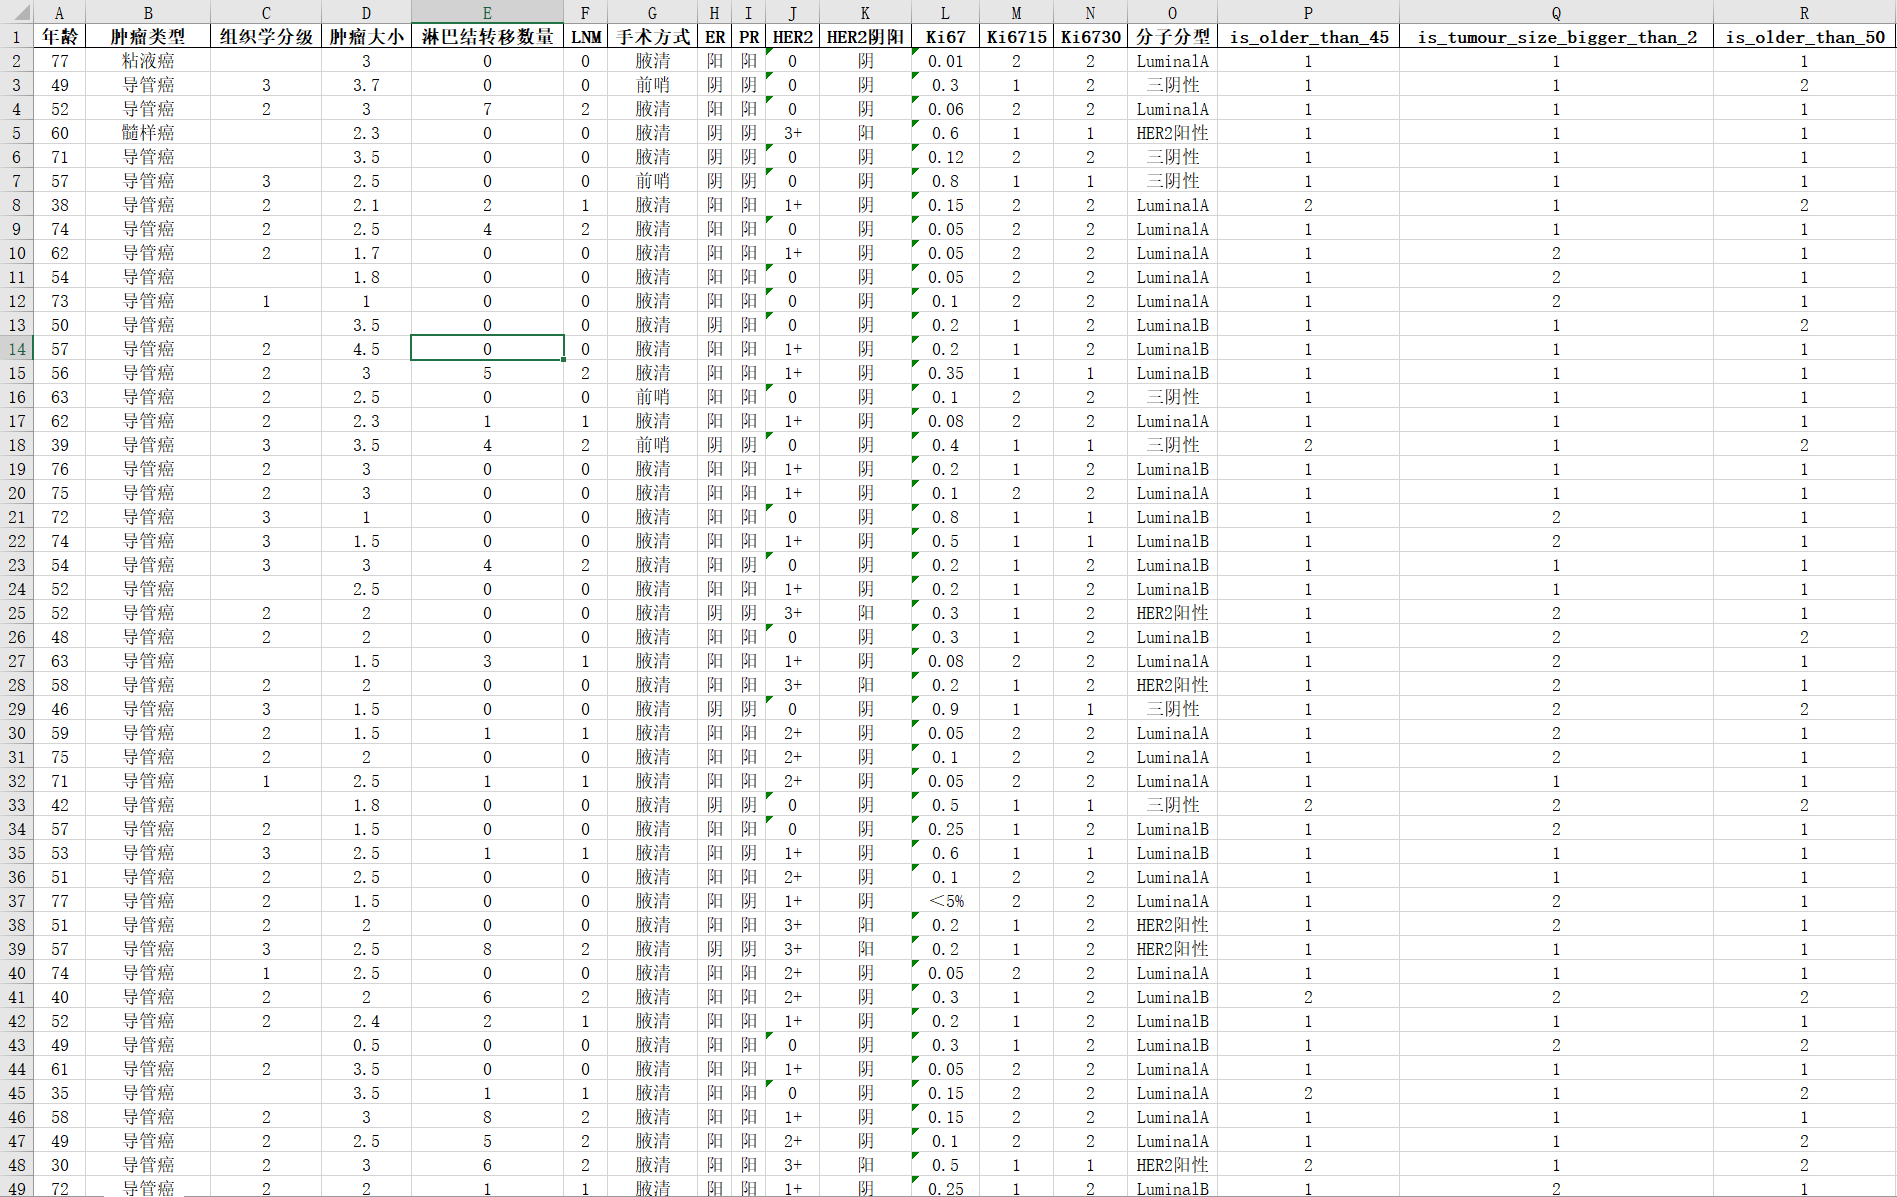 A B C D E F G H I J K L M N O P Q R
1 年龄 肿瘤类型 组织学分级 肿瘤大小 淋巴结转移数量 LNM 手术方式 ER PR HER2 HER2阴阳 Ki67 Ki6715 Ki6730 分子分型 is_older_than_45 is_tumour_size_bigger_than_2 is_older_than_50
2 77 粘液癌 3 0 0 腋清 阳 阳 0 阴 0.01 2 2 LuminalA 1 1 1
3 49 导管癌 3 3.7 0 0 前哨 阴 阴 0 阴 0.3 1 2 三阴性 1 1 2
4 52 导管癌 2 3 7 2 腋清 阳 阳 0 阴 0.06 2 2 LuminalA 1 1 1
5 60 髓样癌 2.3 0 0 腋清 阴 阴 3+ 阳 0.6 1 1 HER2阳性 1 1 1
6 71 导管癌 3.5 0 0 腋清 阴 阴 0 阴 0.12 2 2 三阴性 1 1 1
7 57 导管癌 3 2.5 0 0 前哨 阴 阴 0 阴 0.8 1 1 三阴性 1 1 1
8 38 导管癌 2 2.1 2 1 腋清 阳 阳 1+ 阴 0.15 2 2 LuminalA 2 1 2
9 74 导管癌 2 2.5 4 2 腋清 阳 阳 0 阴 0.05 2 2 LuminalA 1 1 1
10 62 导管癌 2 1.7 0 0 腋清 阳 阳 1+ 阴 0.05 2 2 LuminalA 1 2 1
11 54 导管癌 1.8 0 0 腋清 阳 阳 0 阴 0.05 2 2 LuminalA 1 2 1
12 73 导管癌 1 1 0 0 腋清 阳 阳 0 阴 0.1 2 2 LuminalA 1 2 1
13 50 导管癌 3.5 0 0 腋清 阴 阳 0 阴 0.2 1 2 LuminalB 1 1 2
14 57 导管癌 2 4.5 0 0 腋清 阳 阳 1+ 阴 0.2 1 2 LuminalB 1 1 1
15 56 导管癌 2 3 5 2 腋清 阳 阳 1+ 阴 0.35 1 1 LuminalB 1 1 1
16 63 导管癌 2 2.5 0 0 前哨 阳 阳 0 阴 0.1 2 2 三阴性 1 1 1
17 62 导管癌 2 2.3 1 1 腋清 阳 阳 1+ 阴 0.08 2 2 LuminalA 1 1 1
18 39 导管癌 3 3.5 4 2 前哨 阴 阴 0 阴 0.4 1 1 三阴性 2 1 2
19 76 导管癌 2 3 0 0 腋清 阳 阳 1+ 阴 0.2 1 2 LuminalB 1 1 1
20 75 导管癌 2 3 0 0 腋清 阳 阳 1+ 阴 0.1 2 2 LuminalA 1 1 1
21 72 导管癌 3 1 0 0 腋清 阳 阳 0 阴 0.8 1 1 LuminalB 1 2 1
22 74 导管癌 3 1.5 0 0 腋清 阳 阳 1+ 阴 0.5 1 1 LuminalB 1 2 1
23 54 导管癌 3 3 4 2 腋清 阳 阴 0 阴 0.2 1 2 LuminalB 1 1 1
24 52 导管癌 2.5 0 0 腋清 阳 阳 1+ 阴 0.2 1 2 LuminalB 1 1 1
25 52 导管癌 2 2 0 0 腋清 阴 阴 3+ 阳 0.3 1 2 HER2阳性 1 2 1
26 48 导管癌 2 2 0 0 腋清 阳 阳 0 阴 0.3 1 2 LuminalB 1 2 2
27 63 导管癌 1.5 3 1 腋清 阳 阳 1+ 阴 0.08 2 2 LuminalA 1 2 1
28 58 导管癌 2 2 0 0 腋清 阳 阳 3+ 阳 0.2 1 2 HER2阳性 1 2 1
29 46 导管癌 3 1.5 0 0 腋清 阴 阴 0 阴 0.9 1 1 三阴性 1 2 2
30 59 导管癌 2 1.5 1 1 腋清 阳 阳 2+ 阴 0.05 2 2 LuminalA 1 2 1
31 75 导管癌 2 2 0 0 腋清 阳 阳 2+ 阴 0.1 2 2 LuminalA 1 2 1
32 71 导管癌 1 2.5 1 1 腋清 阳 阳 2+ 阴 0.05 2 2 LuminalA 1 1 1
33 42 导管癌 1.8 0 0 腋清 阴 阴 0 阴 0.5 1 1 三阴性 2 2 2
34 57 导管癌 2 1.5 0 0 腋清 阳 阳 0 阴 0.25 1 2 LuminalB 1 2 1
35 53 导管癌 3 2.5 1 1 腋清 阳 阴 1+ 阴 0.6 1 1 LuminalB 1 1 1
36 51 导管癌 2 2.5 0 0 腋清 阳 阳 2+ 阴 0.1 2 2 LuminalA 1 1 1
37 77 导管癌 2 1.5 0 0 腋清 阳 阴 1+ 阴 <5% 2 2 LuminalA 1 2 1
38 51 导管癌 2 2 0 0 腋清 阳 阳 3+ 阳 0.2 1 2 HER2阳性 1 2 1
39 57 导管癌 3 2.5 8 2 腋清 阴 阴 3+ 阳 0.2 1 2 HER2阳性 1 1 1
40 74 导管癌 1 2.5 0 0 腋清 阳 阳 2+ 阴 0.05 2 2 LuminalA 1 1 1
41 40 导管癌 2 2 6 2 腋清 阳 阳 2+ 阴 0.3 1 2 LuminalB 2 2 2
42 52 导管癌 2 2.4 2 1 腋清 阳 阳 1+ 阴 0.2 1 2 LuminalB 1 1 1
43 49 导管癌 0.5 0 0 腋清 阳 阳 0 阴 0.3 1 2 LuminalB 1 2 2
44 61 导管癌 2 3.5 0 0 腋清 阳 阳 1+ 阴 0.05 2 2 LuminalA 1 1 1
45 35 导管癌 3.5 1 1 腋清 阳 阳 0 阴 0.15 2 2 LuminalA 2 1 2
46 58 导管癌 2 3 8 2 腋清 阳 阳 1+ 阴 0.15 2 2 LuminalA 1 1 1
47 49 导管癌 2 2.5 5 2 腋清 阳 阳 2+ 阴 0.1 2 2 LuminalA 1 1 2
48 30 导管癌 2 3 6 2 腋清 阳 阳 3+ 阳 0.5 1 1 HER2阳性 2 1 2
49 72 导管癌 2 2 1 1 腋清 阳 阳 1+ 阴 0.25 1 2 LuminalB 1 2 1